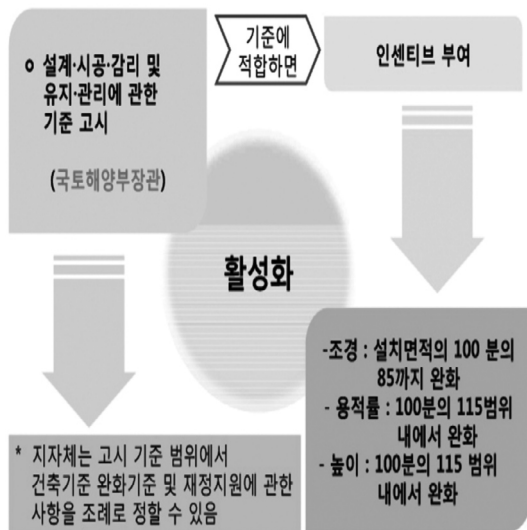 설계·시공·감리 및
유지·관리에 관한
기준 고시
(국토해양부장관)
기준에
적합하면
인센티브 부여
활성화
* 지자체는 고시 기준 범위에서
건축기준 완화기준 및 재정지원에 관한
사항을 조례로 정할 수 있음
-조경 : 설치면적의 100 분의
85까지 완화
- 용적률 : 100분의 115범위
내에서 완화
- 높이 : 100분의 115 범위
내에서 완화